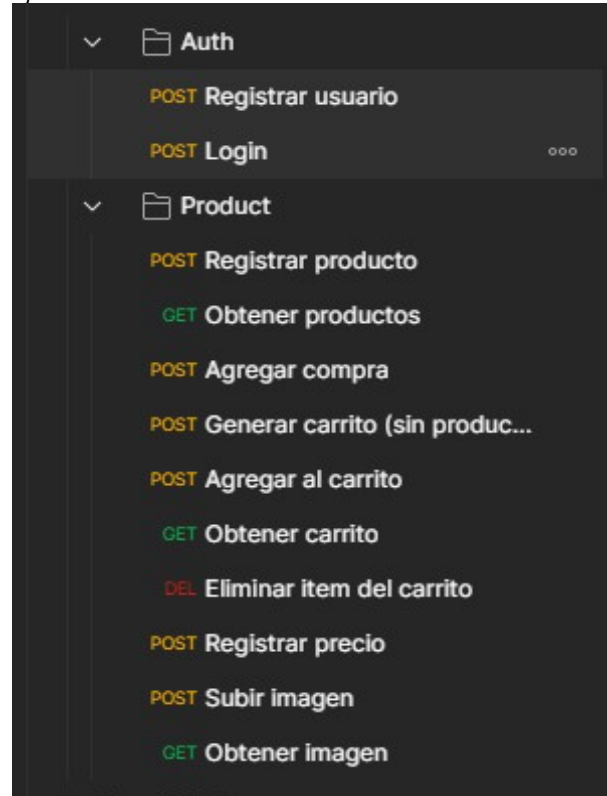 Auth
POST Registrar usuario
POST Login
Product
POST Registrar producto
GET Obtener productos
POST Agregar compra
POST Generar carrito (sin produc...
POST Agregar al carrito
GET Obtener carrito
DEL Eliminar item del carrito
POST Registrar precio
POST Subir imagen
GET Obtener imagen